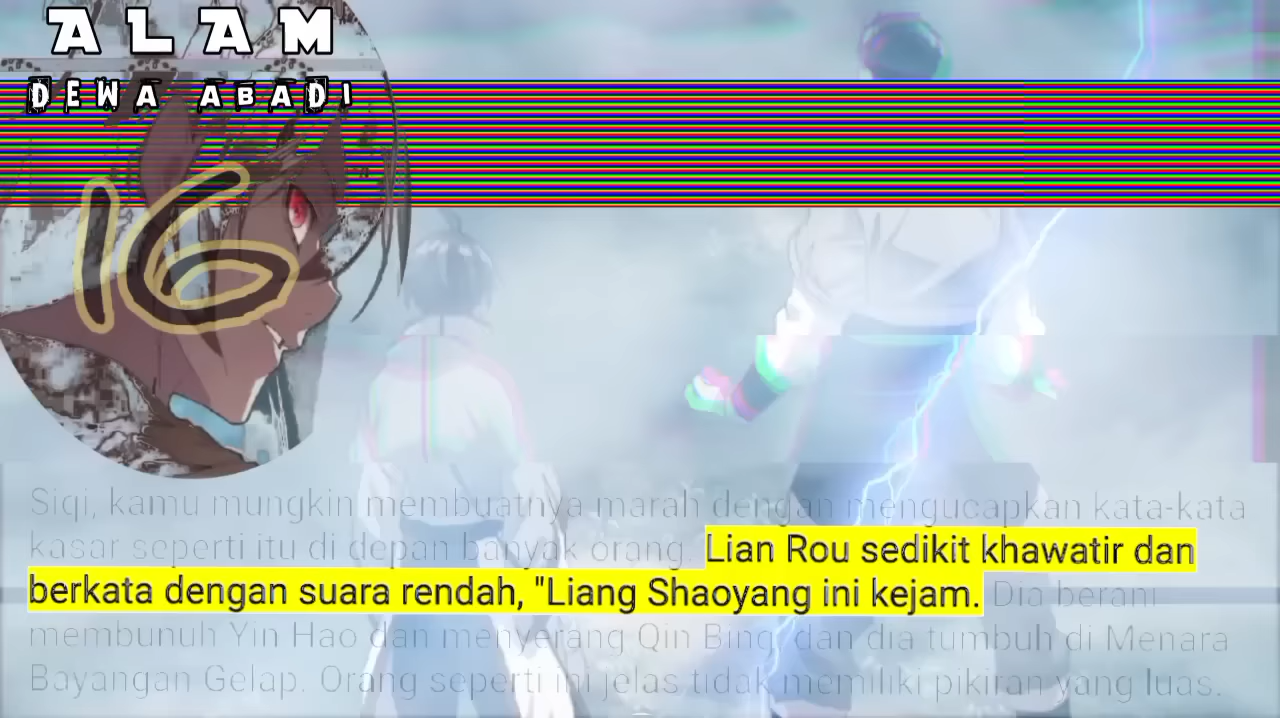 ALAM
DEWA ABADI
16
Siqi, kamu mungkin membuatnya marah dengan mengucapkan kata-kata
kasar seperti itu di depan banyak orang. Lian Rou sedikit khawatir dan
berkata dengan suara rendah, "Liang Shaoyang ini kejam. Dia berani
membunuh Yin Hao dan menyerang Qin Bing, dan dia tumbuh di Menara
Bayangan Gelap. Orang seperti ini jelas tidak memiliki pikiran yang luas.